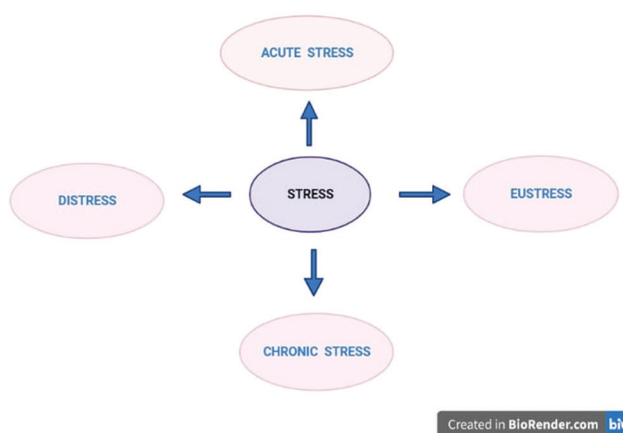 ACUTE STRESS
DISTRESS
STRESS
EUSTRESS
CHRONIC STRESS
Created in BioRender.com